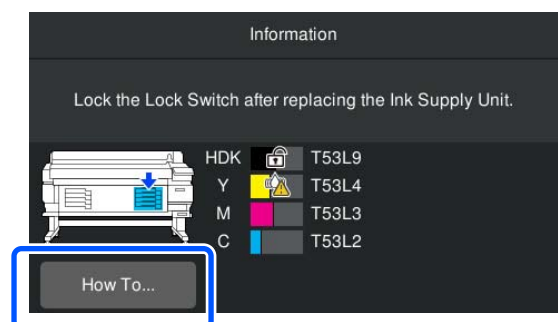 Information
Lock the Lock Switch after replacing the Ink Supply Unit.
HDK T53L9
Y T53L4
M T53L3
C T53L2
How To...